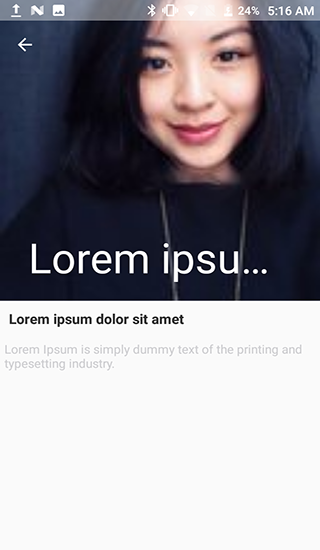 24% 5:16 AM
Lorem ipsu...
Lorem ipsum dolor sit amet
Lorem Ipsum is simply dummy text of the printing and
typesetting industry.